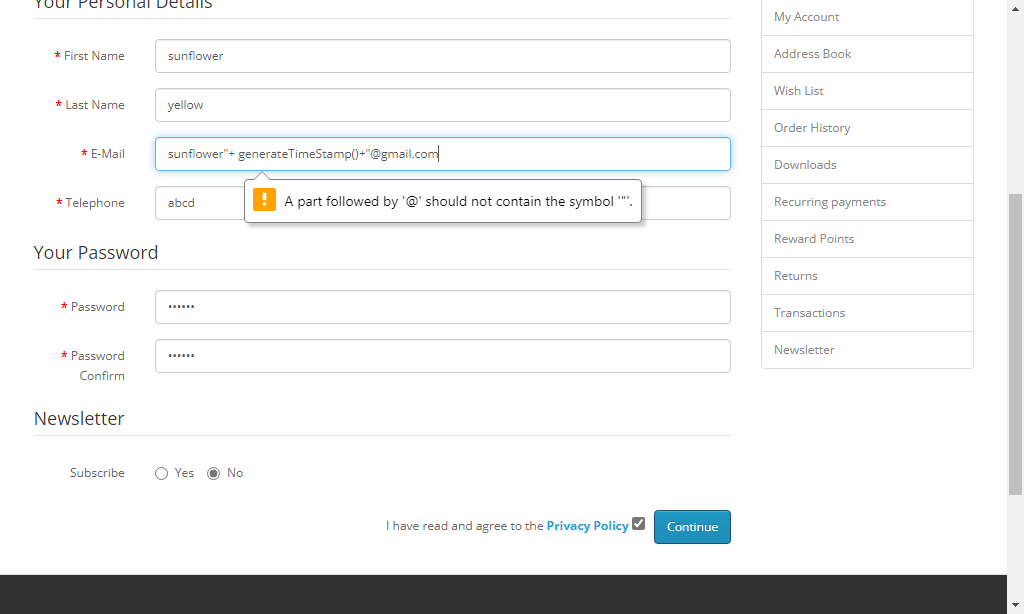 Your Personal Details
* First Name
sunflower
* Last Name
yellow
* E-Mail
sunflower"+ generateTimeStamp()+"@gmail.com
* Telephone
abcd
! A part followed by '@' should not contain the symbol '"'.
Your Password
* Password
••••••
* Password
Confirm
••••••
Newsletter
Subscribe
Yes
No
I have read and agree to the Privacy Policy
Continue
My Account
Address Book
Wish List
Order History
Downloads
Recurring payments
Reward Points
Returns
Transactions
Newsletter